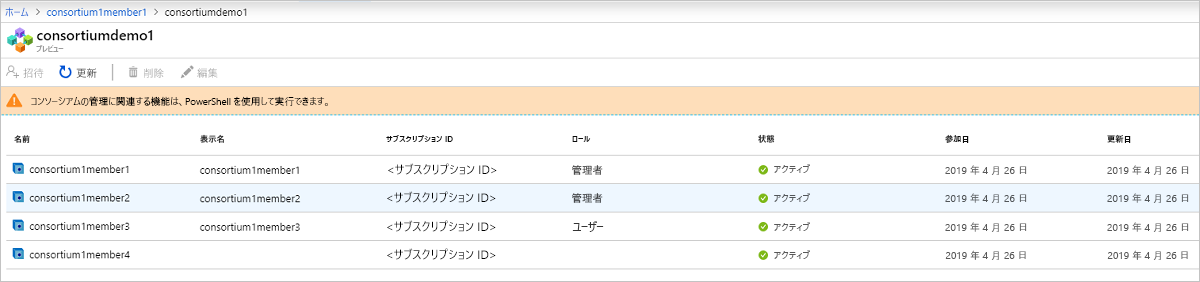 ホーム > consortium1member1 > consortiumdemo1
consortiumdemo1
プレビュー
招待 更新 削除 編集
コンソーシアムの管理に関連する機能は、PowerShell を使用して実行できます。
名前 表示名 サブスクリプション ID ロール 状態 参加日 更新日
consortium1member1 consortium1member1 <サブスクリプション ID> 管理者 アクティブ 2019 年 4 月 26 日 2019 年 4 月 26 日
consortium1member2 consortium1member2 <サブスクリプション ID> 管理者 アクティブ 2019 年 4 月 26 日 2019 年 4 月 26 日
consortium1member3 consortium1member3 <サブスクリプション ID> ユーザー アクティブ 2019 年 4 月 26 日 2019 年 4 月 26 日
consortium1member4 <サブスクリプション ID> アクティブ 2019 年 4 月 26 日 2019 年 4 月 26 日